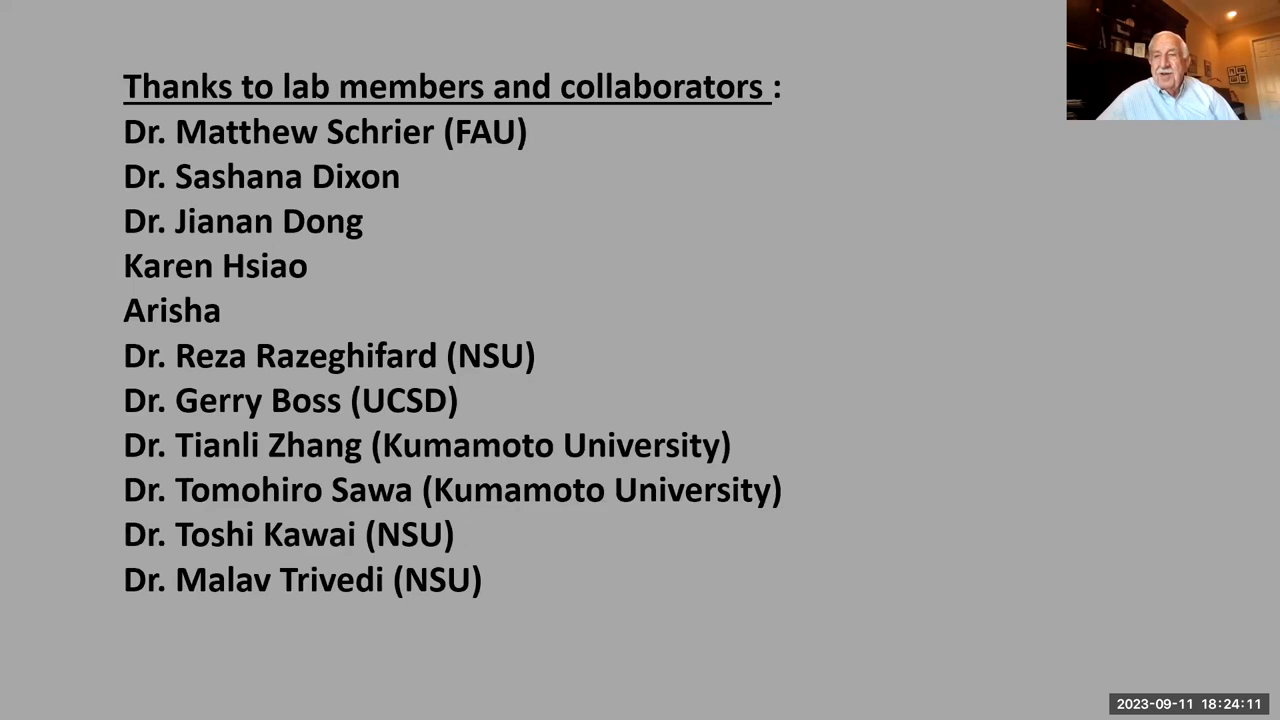 Thanks to lab members and collaborators :
Dr. Matthew Schrier (FAU)
Dr. Sashana Dixon
Dr. Jianan Dong
Karen Hsiao
Arisha
Dr. Reza Razeghifard (NSU)
Dr. Gerry Boss (UCSD)
Dr. Tianli Zhang (Kumamoto University)
Dr. Tomohiro Sawa (Kumamoto University)
Dr. Toshi Kawai (NSU)
Dr. Malav Trivedi (NSU)
2023-09-11 18:24:11